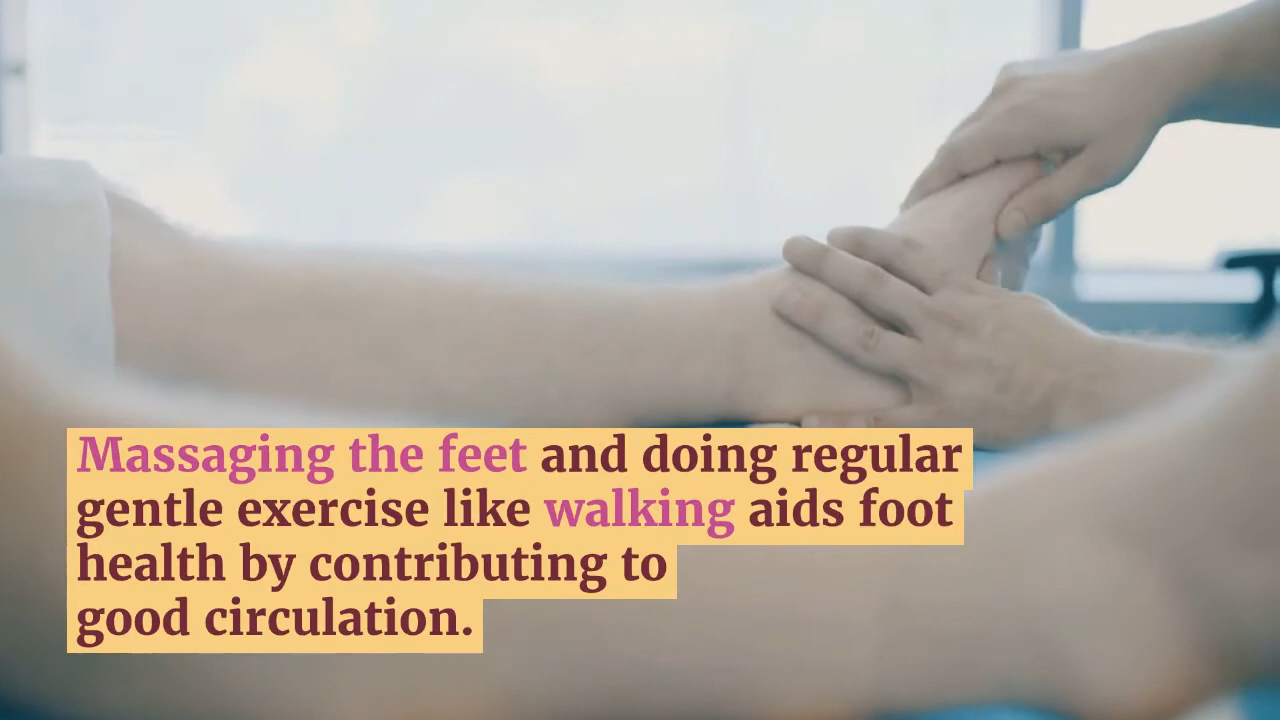 Massaging the feet and doing regular
gentle exercise like walking aids foot
health by contributing to
good circulation.